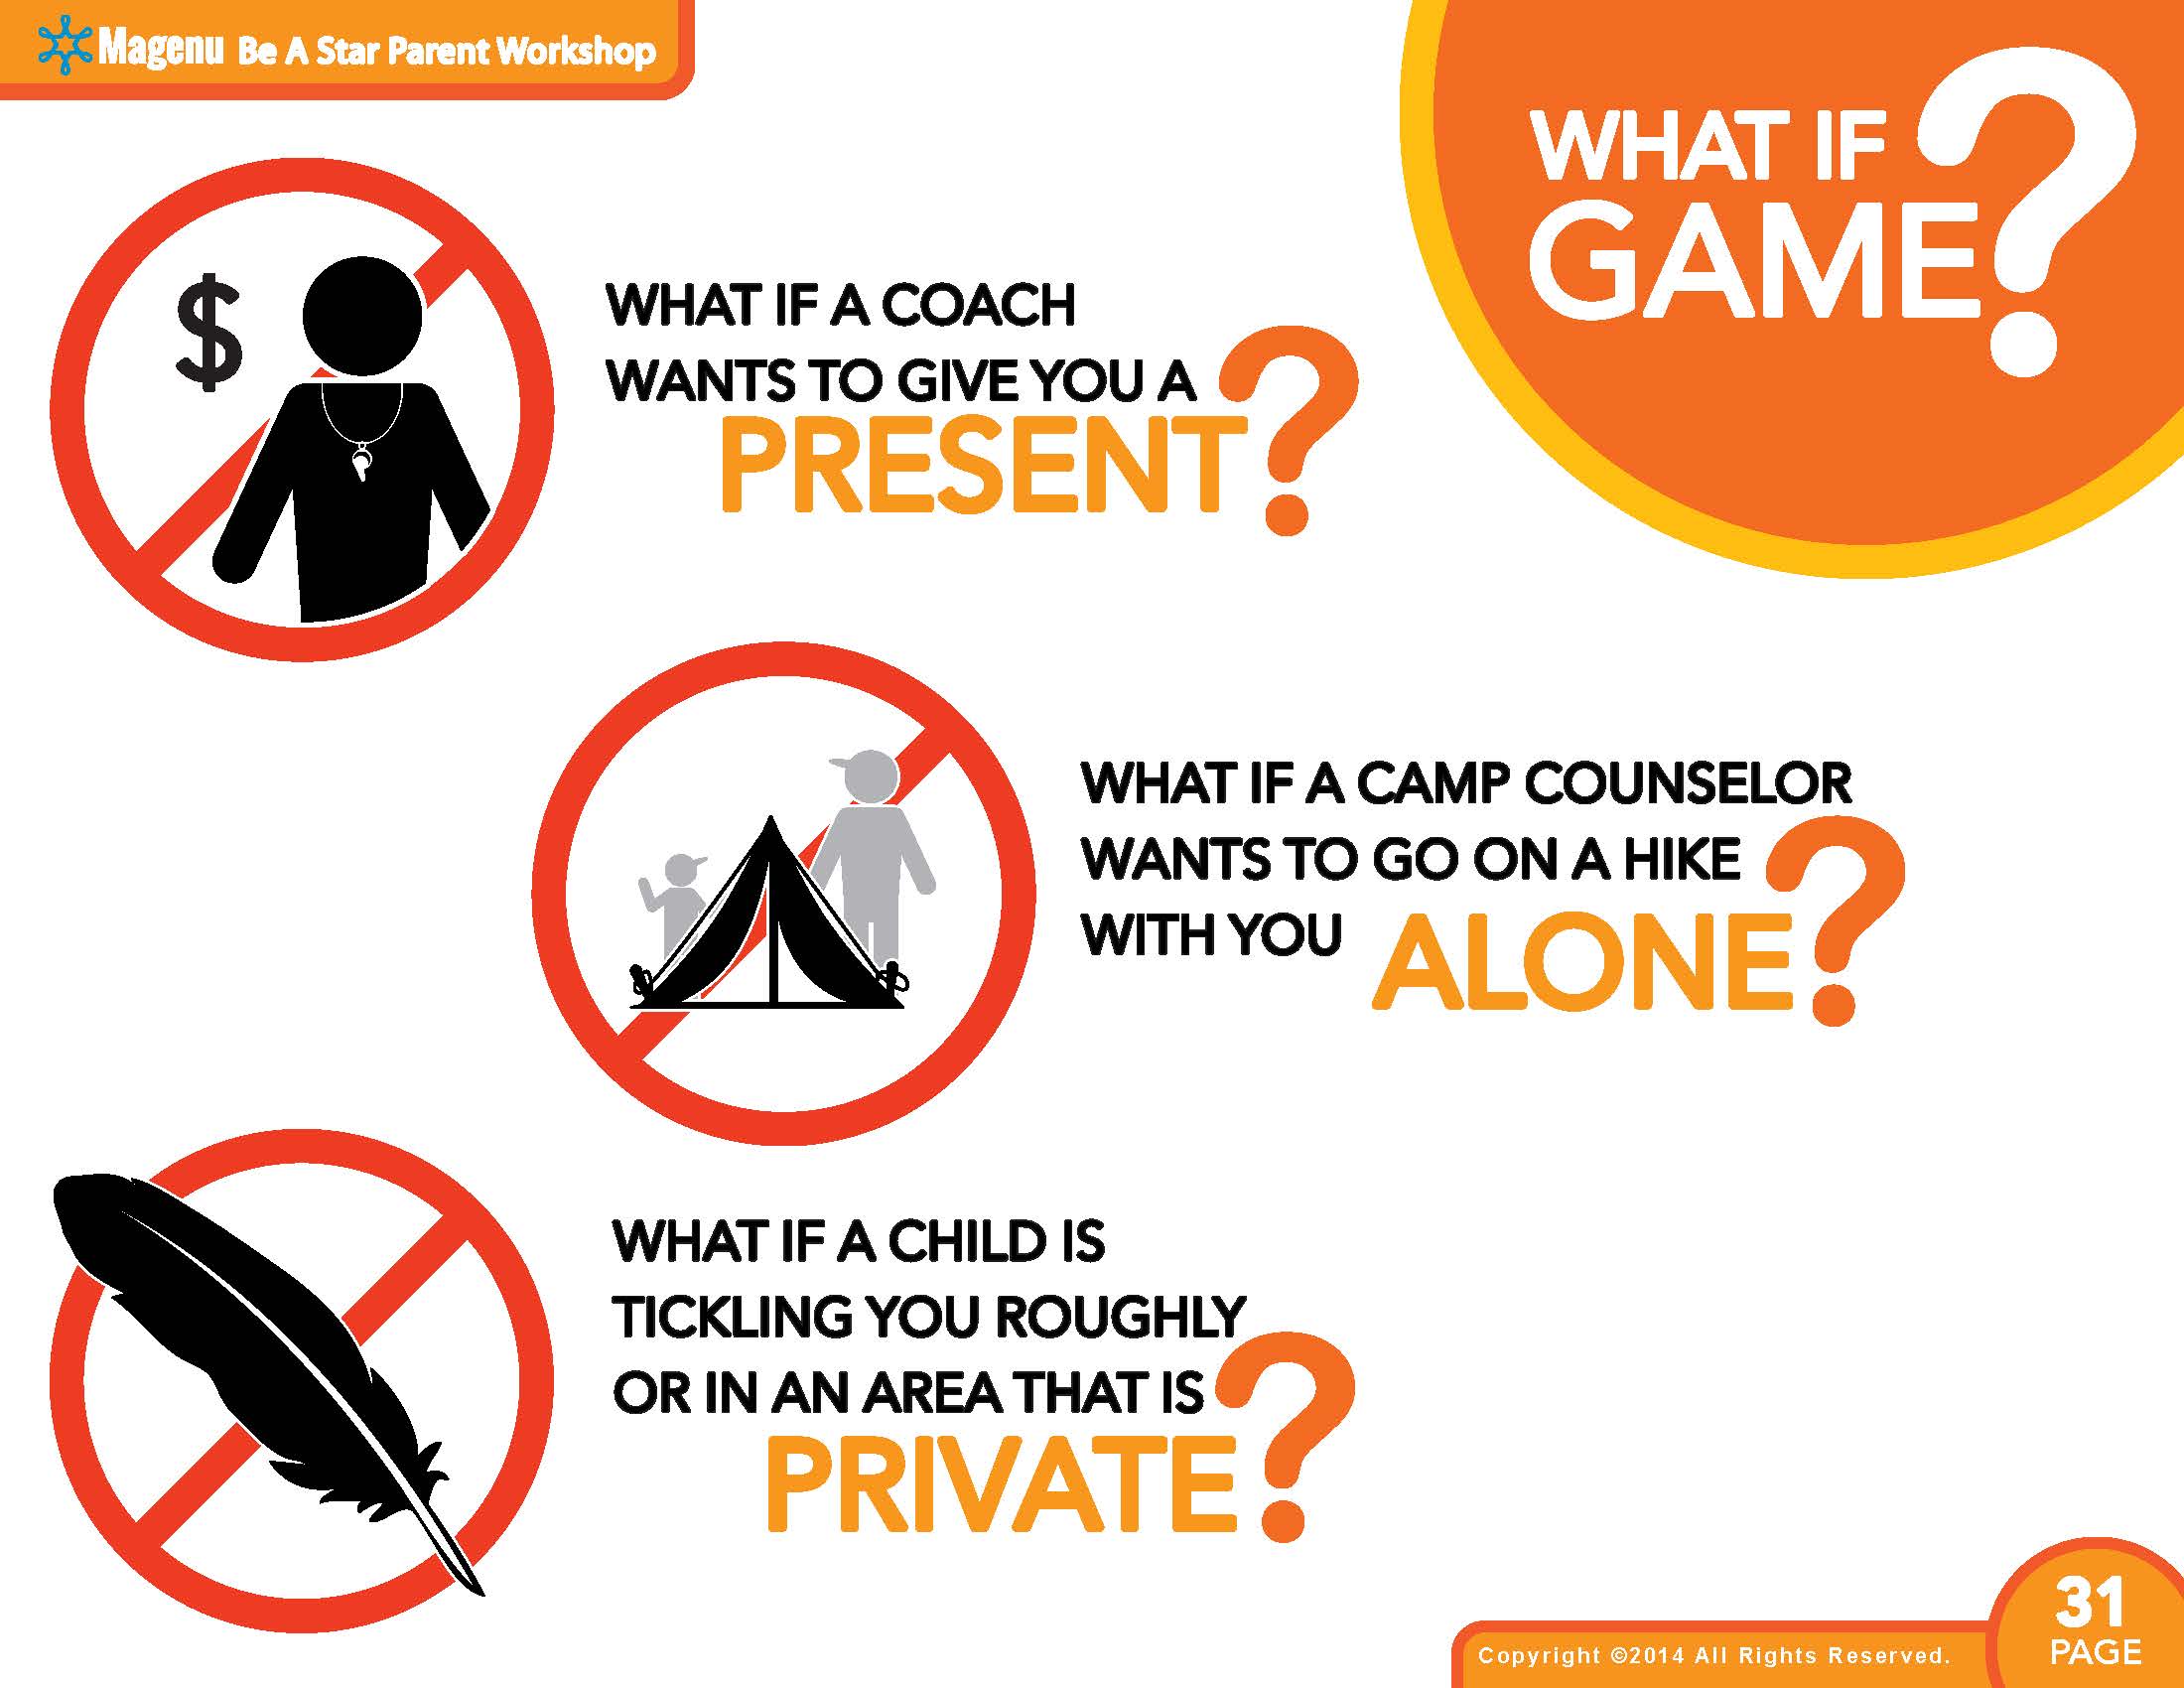 Magenu Be A Star Parent Workshop
WHAT IF
GAME?
WHAT IF A COACH
WANTS TO GIVE YOU A
PRESENT?
$
WHAT IF A CAMP COUNSELOR
WANTS TO GO ON A HIKE
WITH YOU ALONE?
WHAT IF A CHILD IS
TICKLING YOU ROUGHLY
OR IN AN AREA THAT IS
PRIVATE?
31
PAGE
Copyright ©2014 All Rights Reserved.